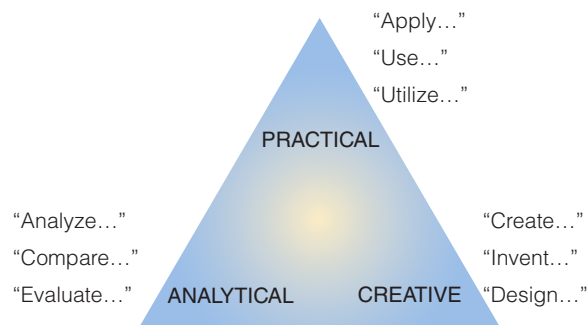 “Apply…”
“Use…”
“Utilize…”
PRACTICAL
“Analyze…”
“Compare…”
“Evaluate…”
ANALYTICAL
CREATIVE
“Create…”
“Invent…”
“Design…”